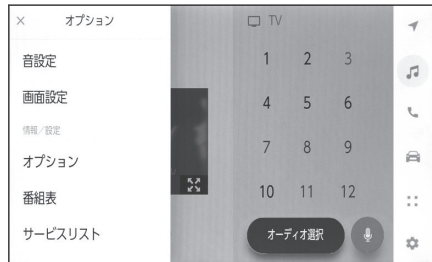 × オプション
音設定
画面設定
情報/設定
オプション
番組表
サービスリスト
TV
1 2 3
4 5 6
7 8 9
10 11 12
オーディオ選択